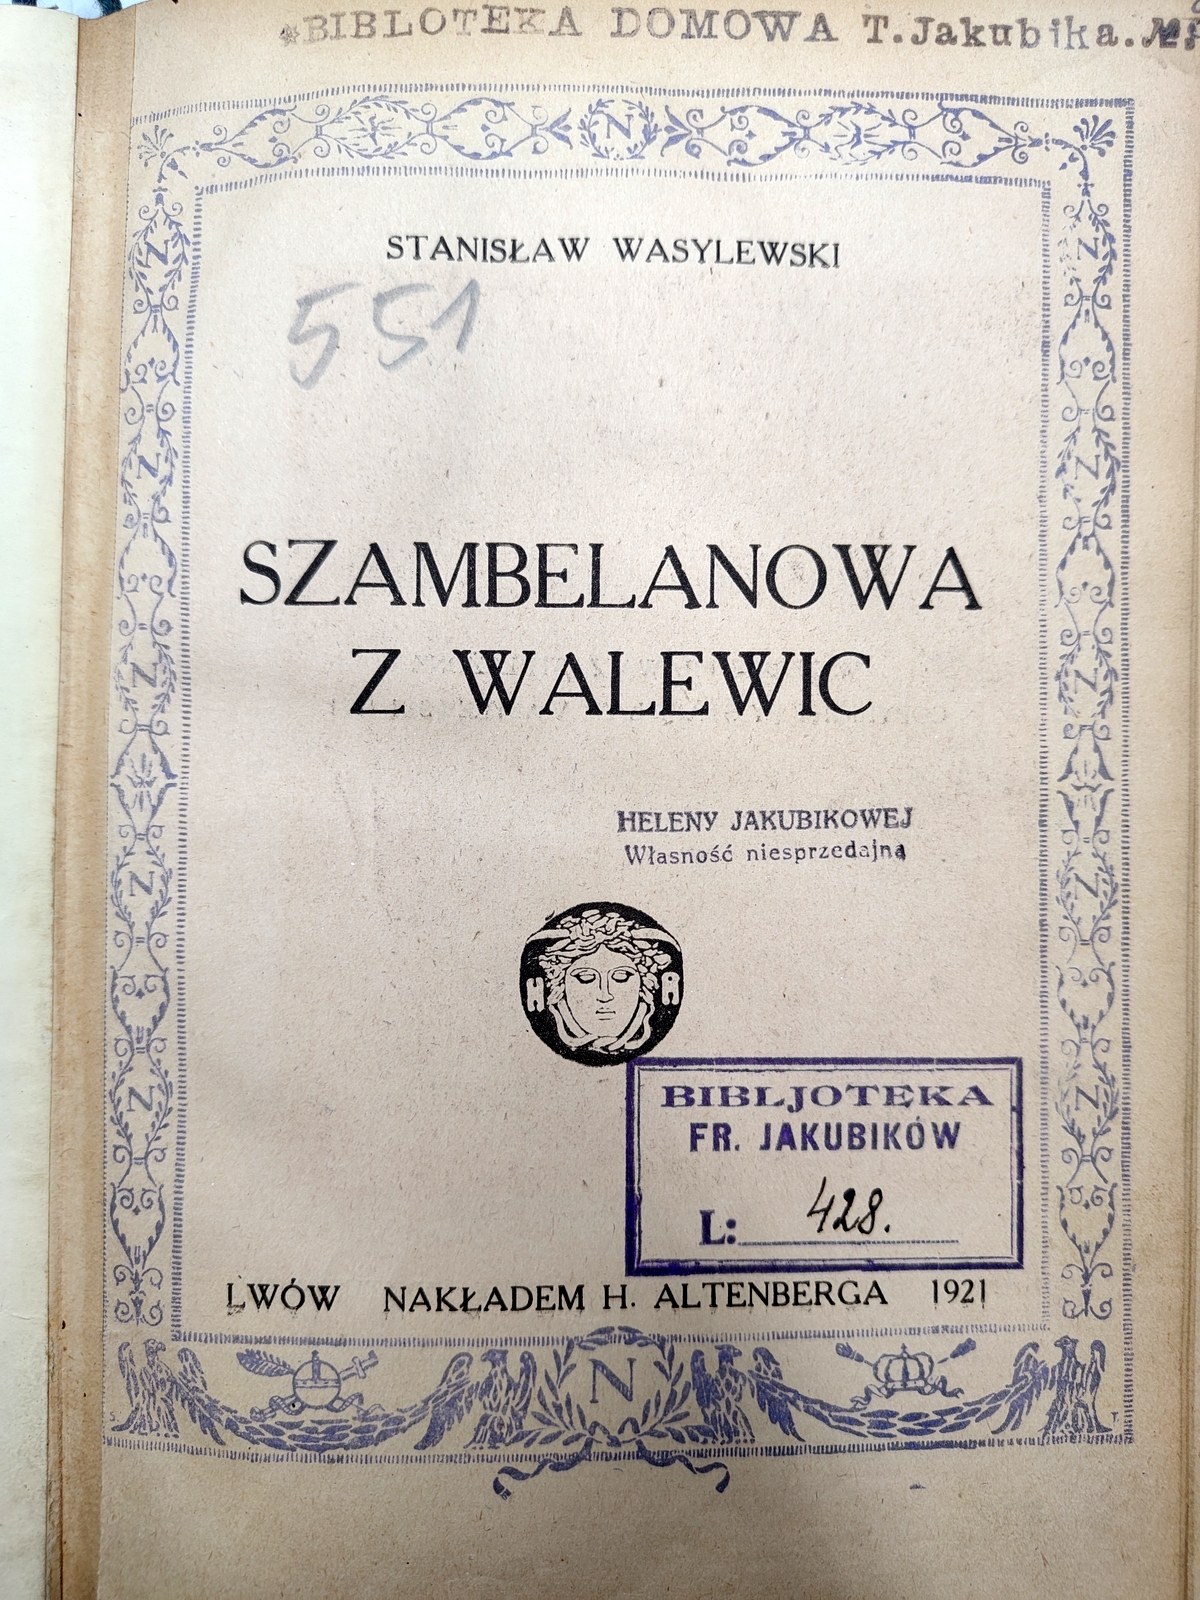 *BIBLOTEKA DOMOWA T.Jakubika.
STANISŁAW WASYLEWSKI
551
SZAMBELANOWA
Z WALEWIC
HELENY JAKUBIKOWEJ
Własność niesprzedajna
H A
BIBLJOTEKA
FR. JAKUBIKÓW
L: 428.
LWÓW NAKŁADEM H. ALTENBERGA 1921
N